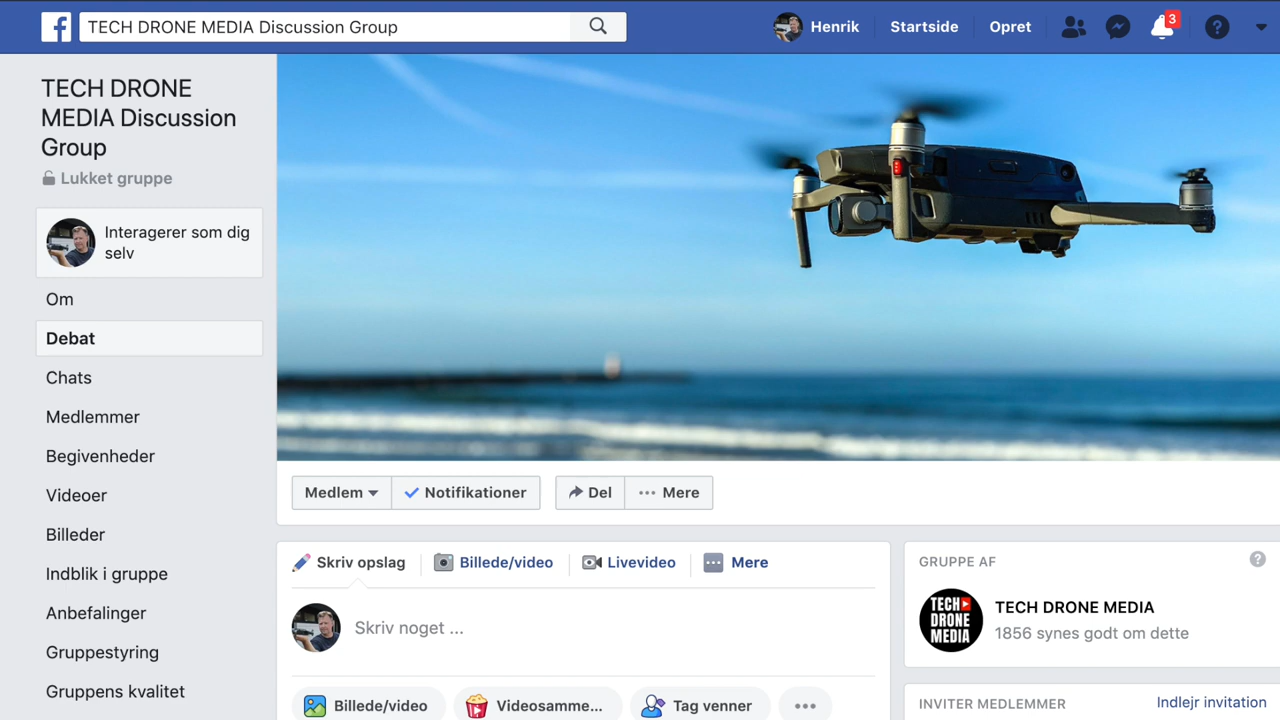 TECH DRONE MEDIA Discussion Group
Henrik
Startside
Opret
3
TECH DRONE
MEDIA Discussion
Group
Lukket gruppe
Interagerer som dig
selv
Om
Debat
Chats
Medlemmer
Begivenheder
Videoer
Billeder
Indblik i gruppe
Anbefalinger
Gruppestyring
Gruppens kvalitet
Medlem
Notifikationer
Del
Mere
Skriv opslag
Billede/video
Livevideo
Mere
Skriv noget ...
Billede/video
Videosamme...
Tag venner
GRUPPE AF
TECH
DRONE
MEDIA
TECH DRONE MEDIA
1856 synes godt om dette
INVITER MEDLEMMER
Indlejr invitation